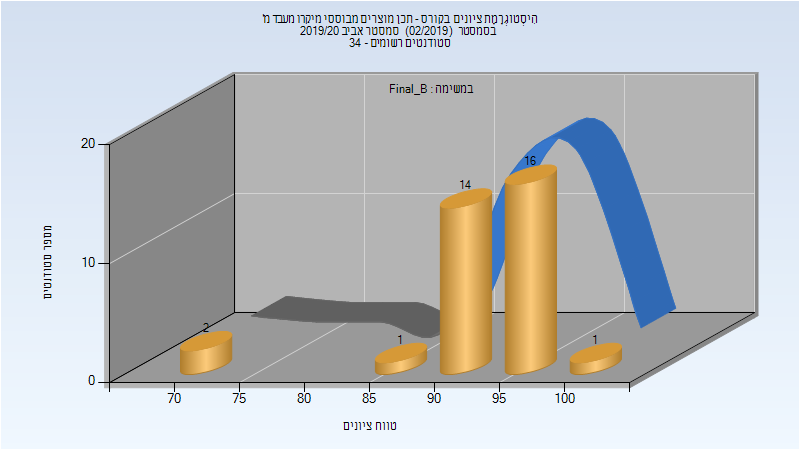 הִיסְטוֹגְרָמַת ציונים בקורס - תכן מוצרים מבוססי מיקרו מעבד מ'
בסמסטר (02/2019) סמסטר אביב 2019/20
סטודנטים רשומים - 34
במשימה : Final_B
20
10
0
מספר סטודנטים
2
1
14
16
1
70 75 80 85 90 95 100
טווח ציונים